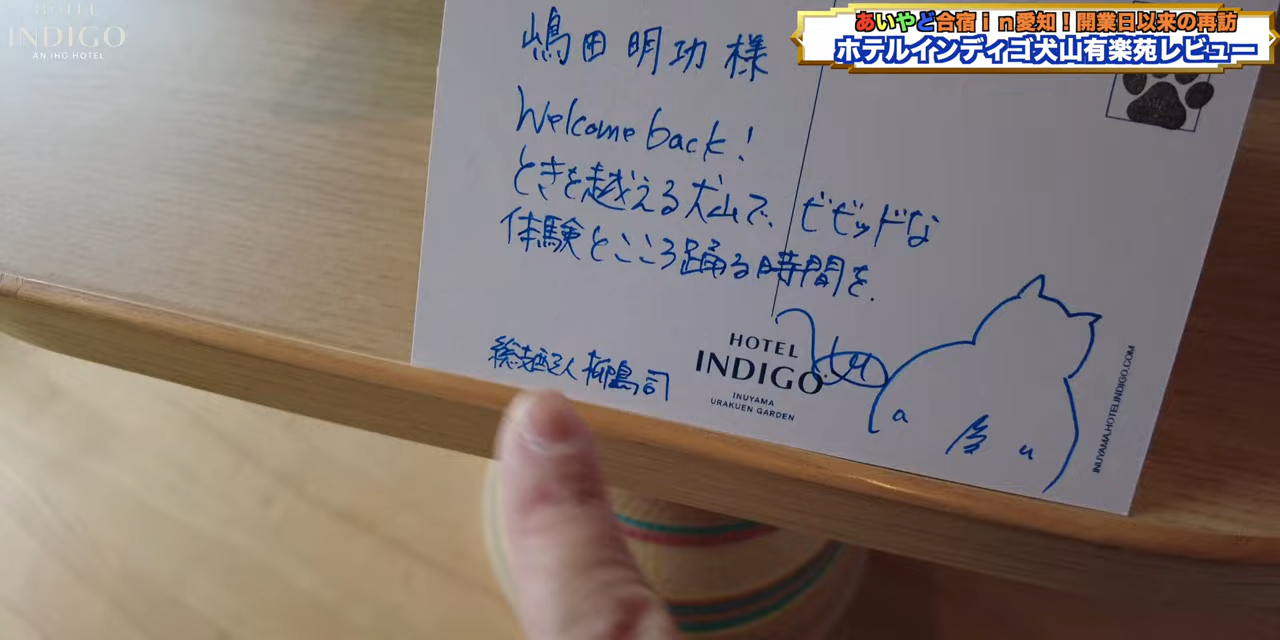 HOTEL
INDIGO
AN IHG HOTEL
あいやど合宿in愛知！開業日以来の再訪
ホテルインディゴ犬山有楽苑レビュー
嶋田明功様
Welcome back!
ときを越える犬山で、ビビッドな
体験とこころ踊る時間を.
総支配人 柳島司
HOTEL
INDIGO
INUYAMA
URAKUEN GARDEN
INUYAMA.HOTELINDIGO.COM